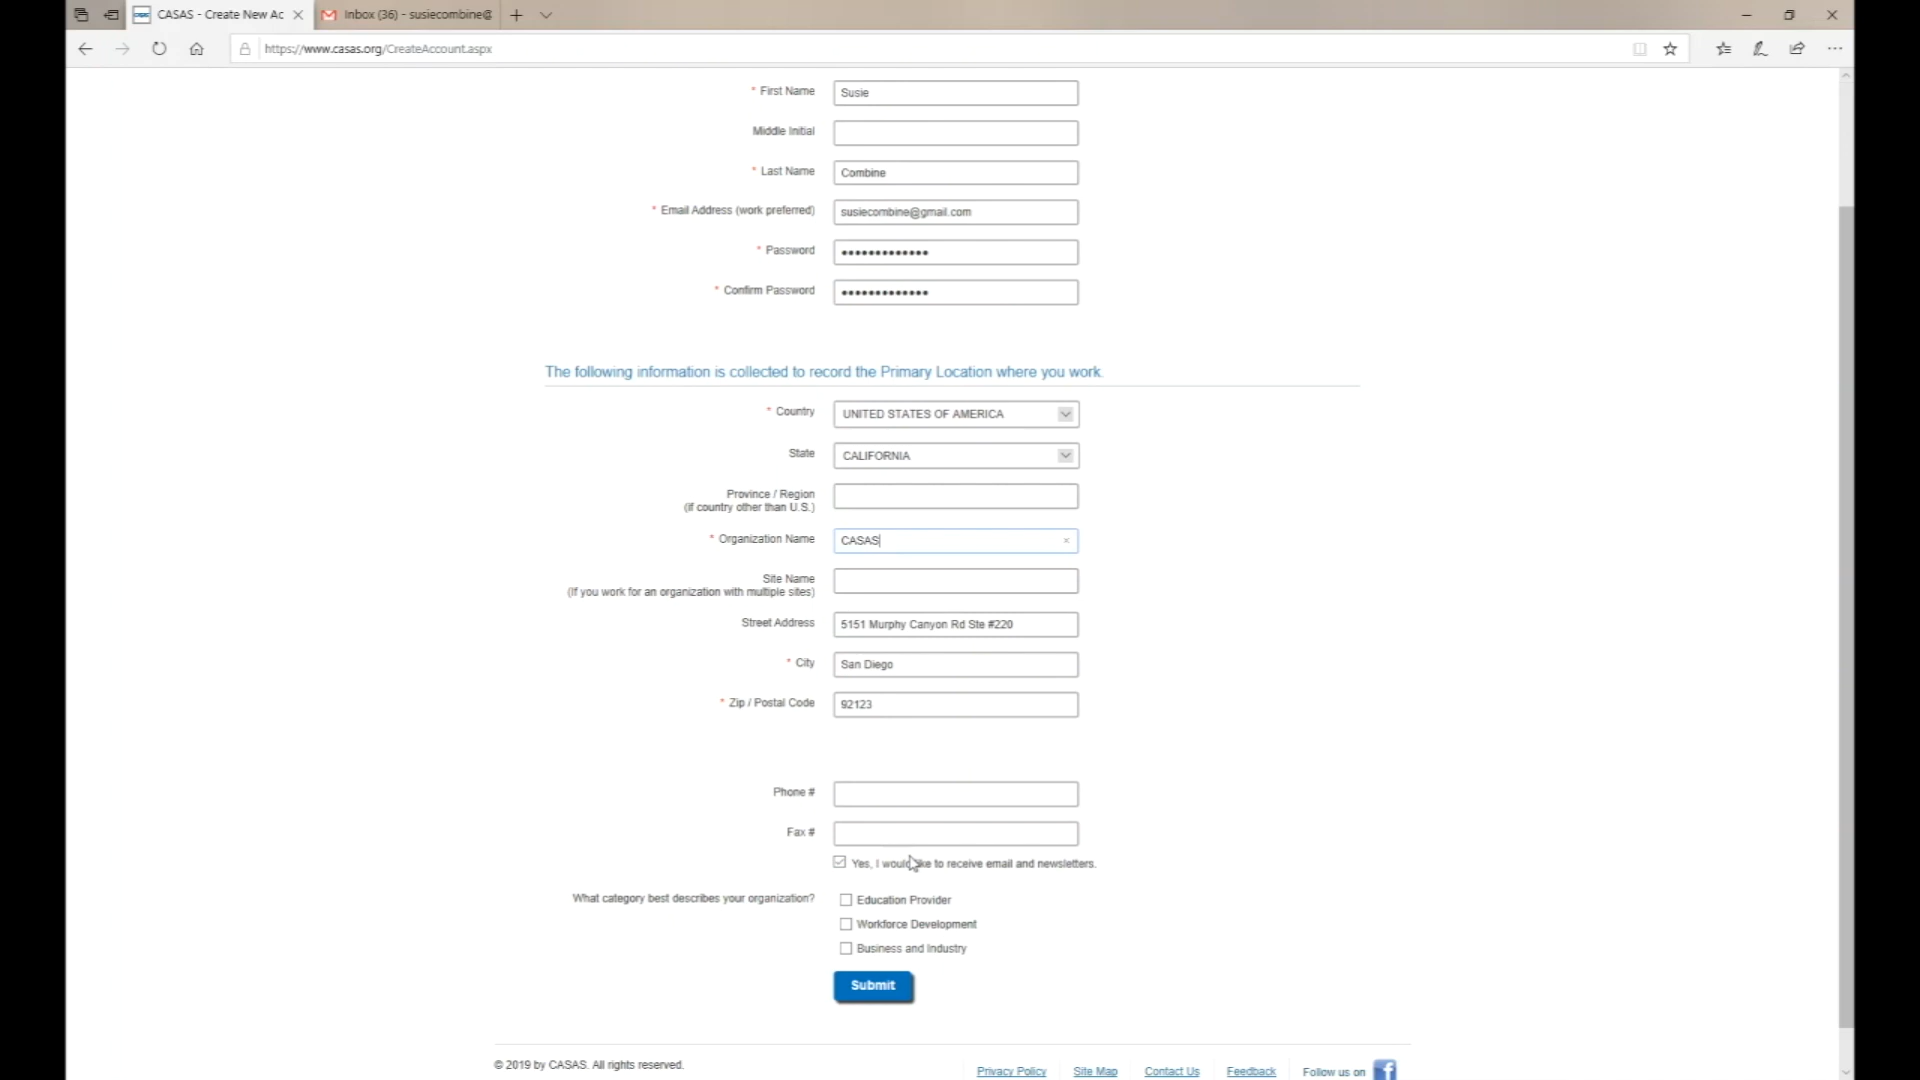 CASAS - Create New Ac
Inbox (36) - susiecombine@
https://www.casas.org/CreateAccount.aspx
* First Name
Susie
Middle Initial
* Last Name
Combine
* Email Address (work preferred)
susiecombine@gmail.com
* Password
•••••••••••••
* Confirm Password
•••••••••••••
The following information is collected to record the Primary Location where you work.
* Country
UNITED STATES OF AMERICA
State
CALIFORNIA
Province / Region
(if country other than U.S.)
* Organization Name
CASAS
Site Name
(If you work for an organization with multiple sites)
Street Address
5151 Murphy Canyon Rd Ste #220
* City
San Diego
* Zip / Postal Code
92123
Phone #
Fax #
Yes, I would like to receive email and newsletters.
What category best describes your organization?
Education Provider
Workforce Development
Business and Industry
Submit
© 2019 by CASAS. All rights reserved.
Privacy Policy
Site Map
Contact Us
Feedback
Follow us on